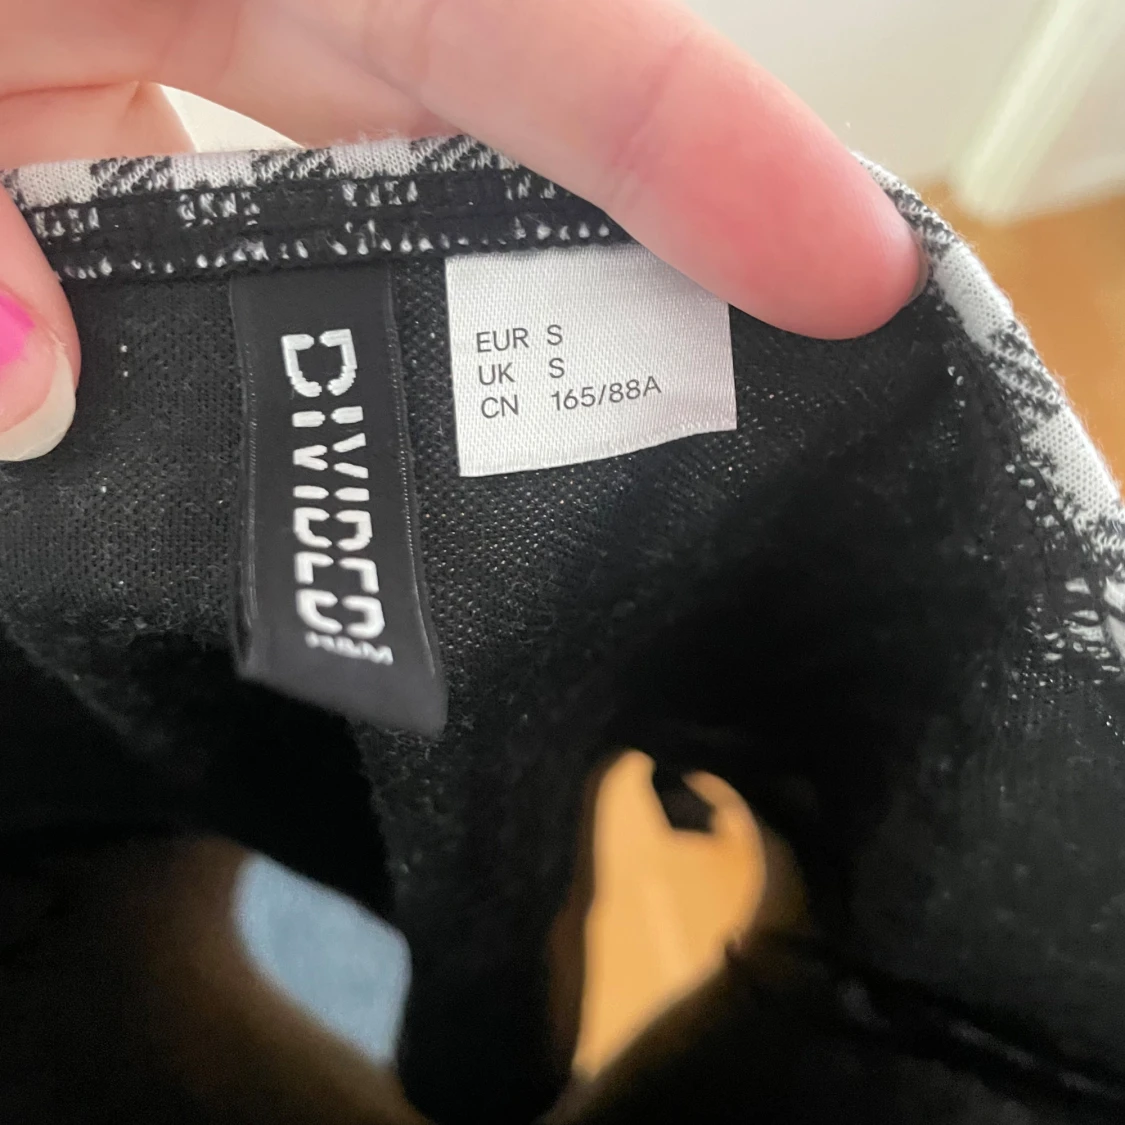 DIVIDED
H&M
EUR S
UK S
CN 165/88A